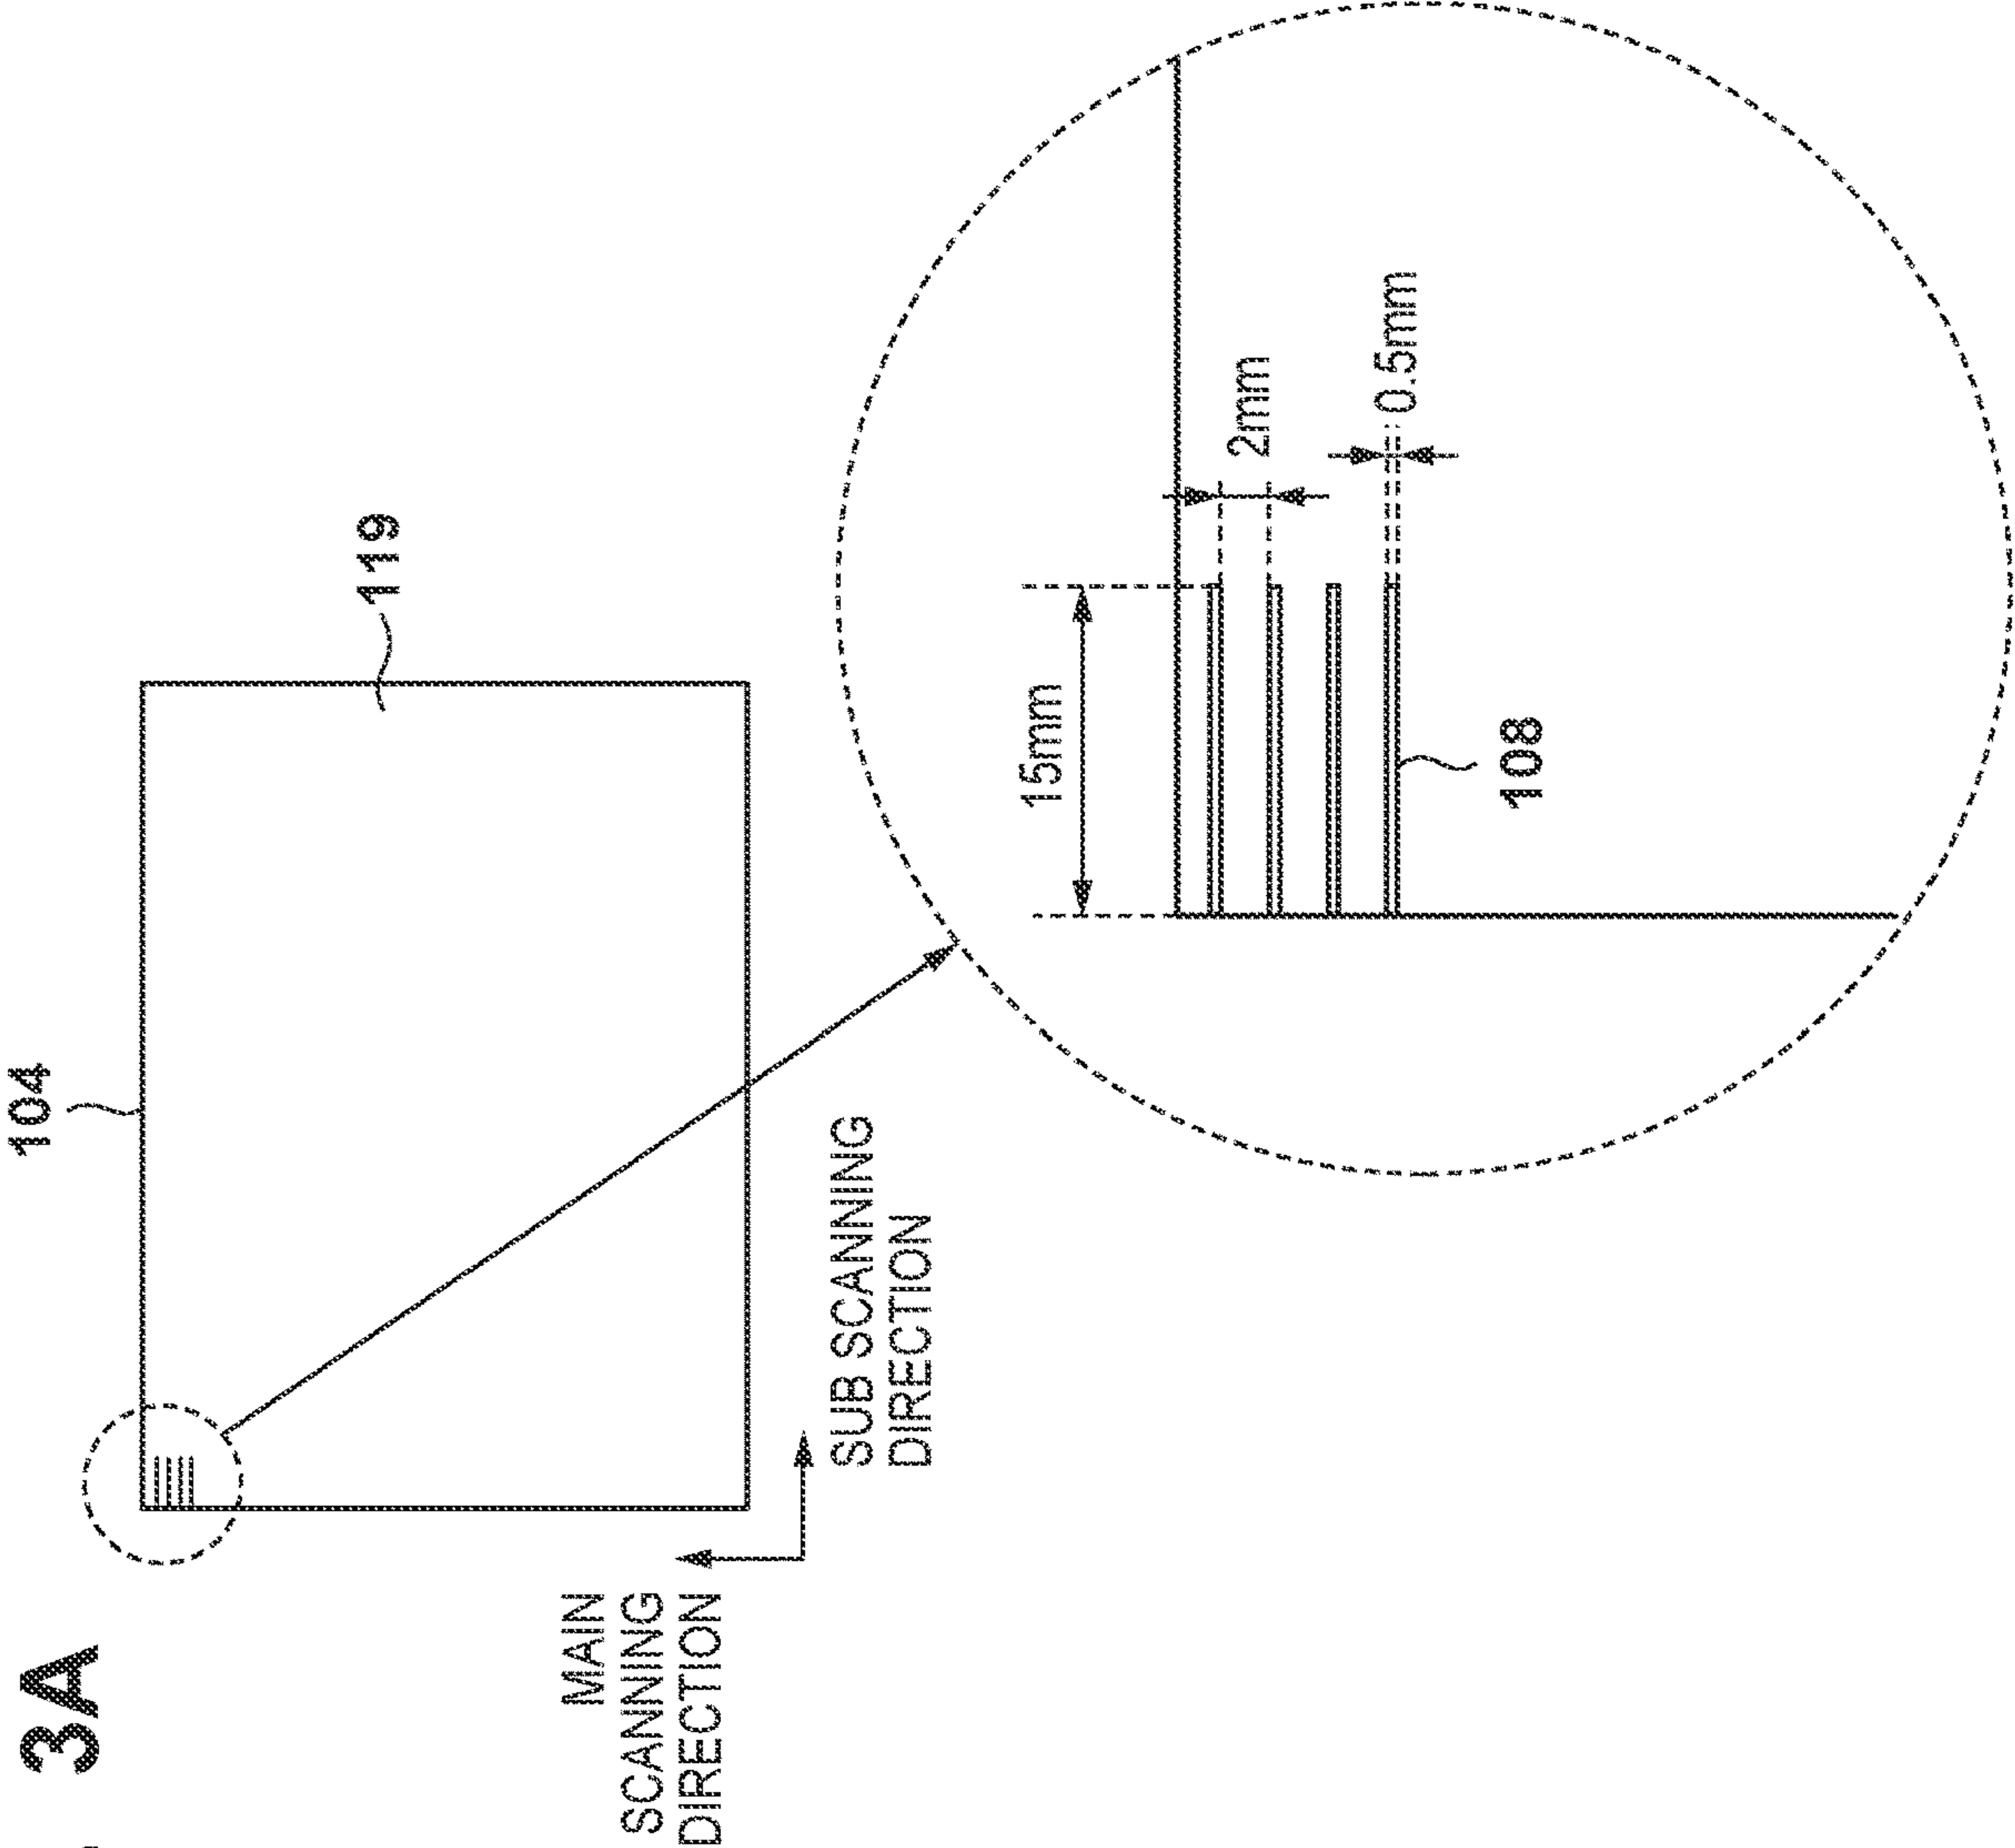 3A
104
119
MAIN
SCANNING
DIRECTION
SUB SCANNING
DIRECTION
15mm
2mm
0.5mm
108